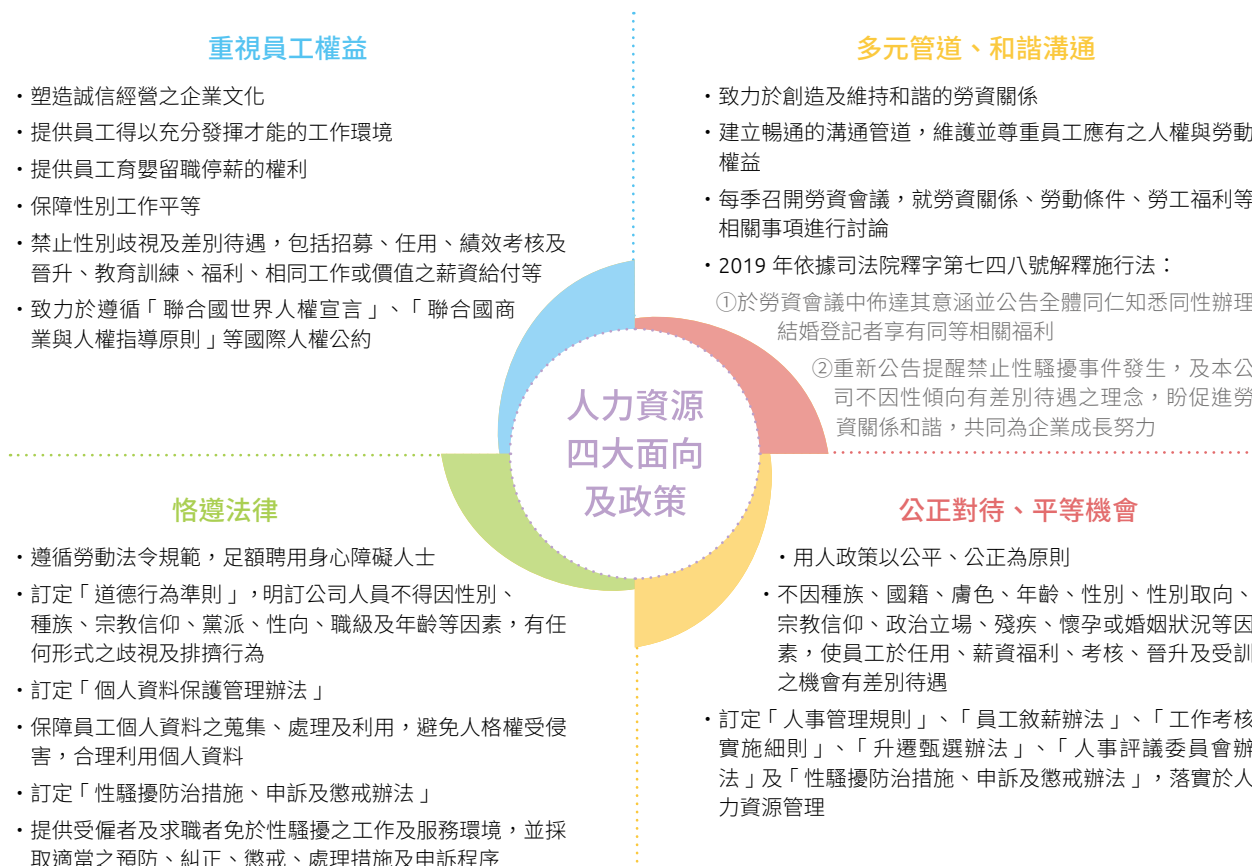 重視員工權益
・塑造誠信經營之企業文化
・提供員工得以充分發揮才能的工作環境
・提供員工育嬰留職停薪的權利
・保障性別工作平等
・禁止性別歧視及差別待遇，包括招募、任用、績效考核及
晉升、教育訓練、福利、相同工作或價值之薪資給付等
・致力於遵循「聯合國世界人權宣言」、「聯合國商
業與人權指導原則」等國際人權公約
多元管道、和諧溝通
・致力於創造及維持和諧的勞資關係
・建立暢通的溝通管道，維護並尊重員工應有之人權與勞動
權益
・每季召開勞資會議，就勞資關係、勞動條件、勞工福利等
相關事項進行討論
・2019 年依據司法院釋字第七四八號解釋施行法：
①於勞資會議中佈達其意涵並公告全體同仁知悉同性辦理
結婚登記者享有同等相關福利
②重新公告提醒禁止性騷擾事件發生，及本公
司不因性傾向有差別待遇之理念，盼促進勞
資關係和諧，共同為企業成長努力
人力資源
四大面向
及政策
恪遵法律
・遵循勞動法令規範，足額聘用身心障礙人士
・訂定「道德行為準則」，明訂公司人員不得因性別、
種族、宗教信仰、黨派、性向、職級及年齡等因素，有任
何形式之歧視及排擠行為
・訂定「個人資料保護管理辦法」
・保障員工個人資料之蒐集、處理及利用，避免人格權受侵
害，合理利用個人資料
・訂定「性騷擾防治措施、申訴及懲戒辦法」
・提供受僱者及求職者免於性騷擾之工作及服務環境，並採
取適當之預防、糾正、懲戒、處理措施及申訴程序
公正對待、平等機會
・用人政策以公平、公正為原則
・不因種族、國籍、膚色、年齡、性別、性別取向、
宗教信仰、政治立場、殘疾、懷孕或婚姻狀況等因
素，使員工於任用、薪資福利、考核、晉升及受訓
之機會有差別待遇
・訂定「人事管理規則」、「員工敘薪辦法」、「工作考核
實施細則」、「升遷甄選辦法」、「人事評議委員會辦
法」及「性騷擾防治措施、申訴及懲戒辦法」，落實於人
力資源管理